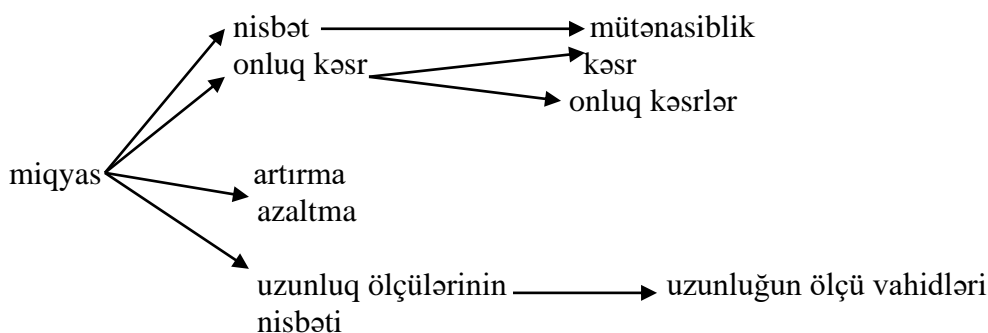 nisbət mütənasiblik
onluq kəsr kəsr
onluq kəsrlər
miqyas artırma
azaltma
uzunluq ölçülərinin uzunluğun ölçü vahidləri
nisbəti